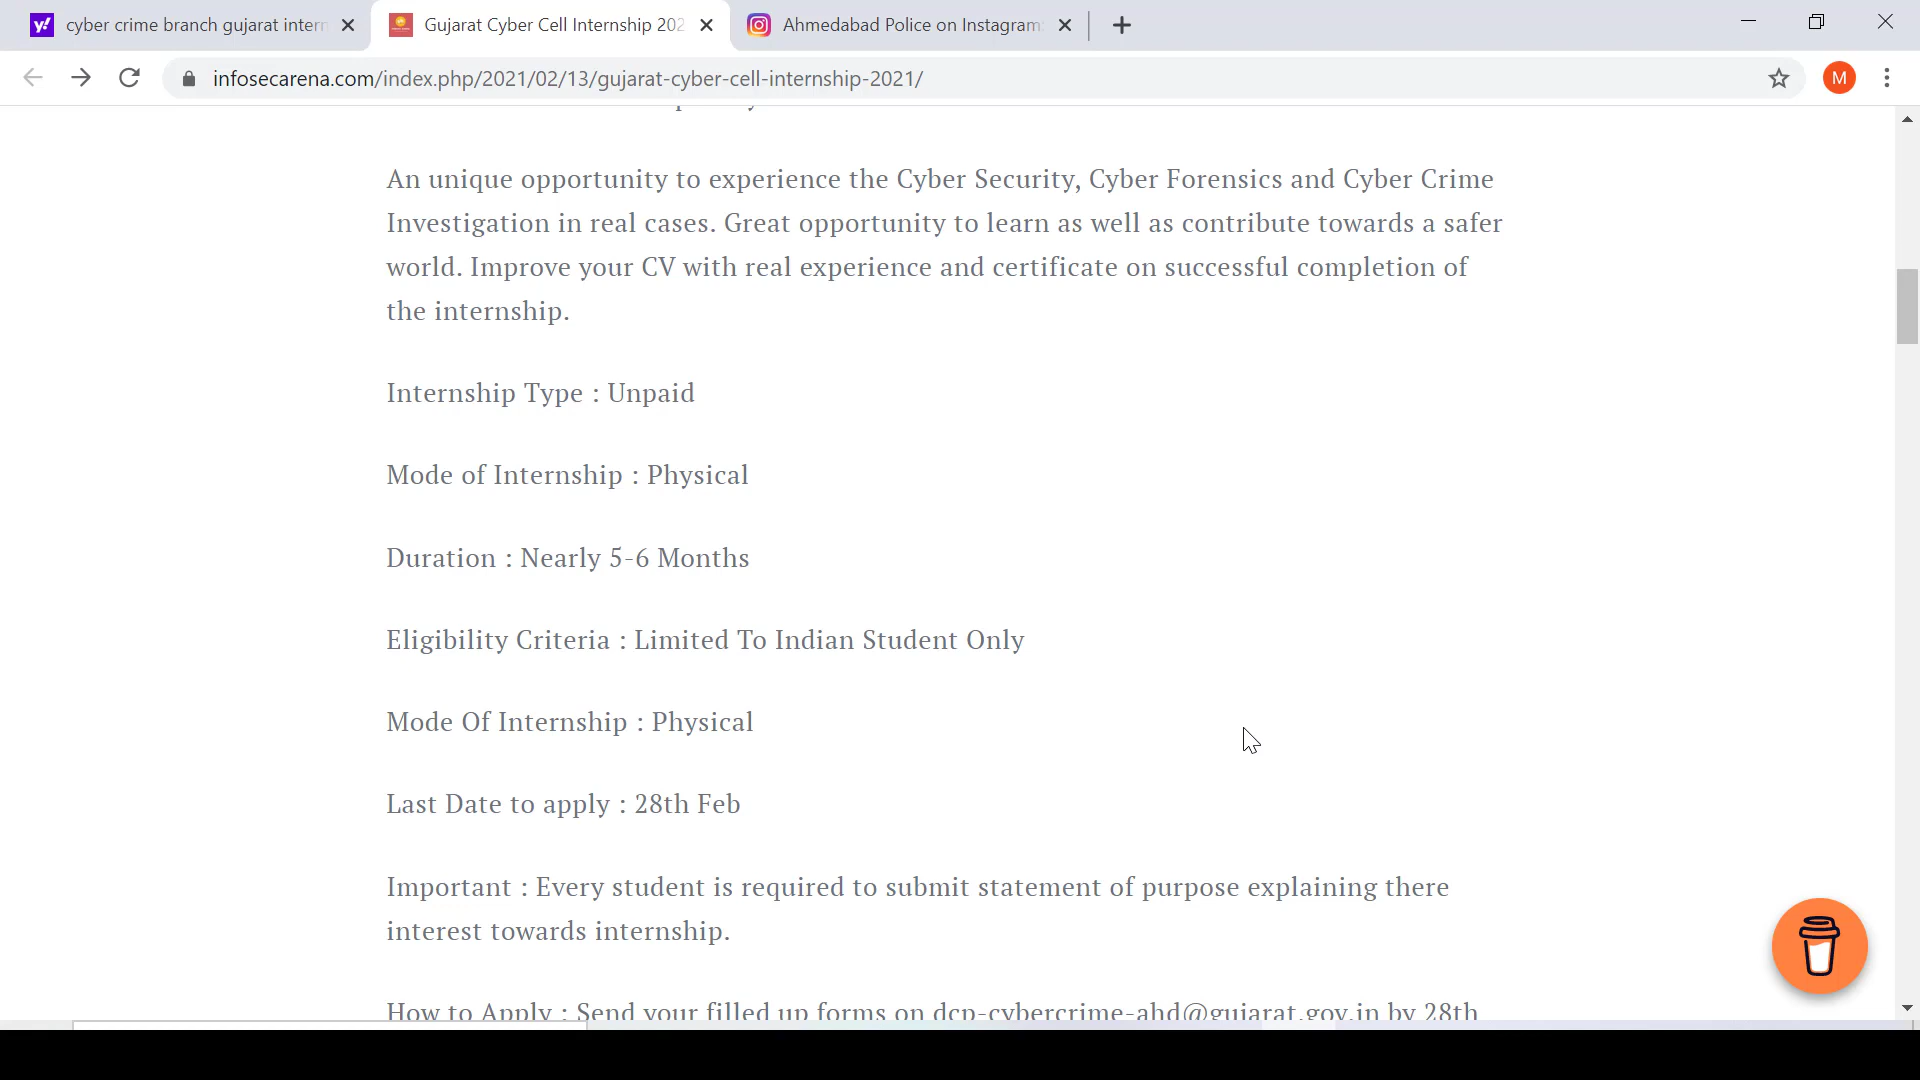 cyber crime branch gujarat intern
Gujarat Cyber Cell Internship 202
Ahmedabad Police on Instagram:
infosecarena.com/index.php/2021/02/13/gujarat-cyber-cell-internship-2021/
M
An unique opportunity to experience the Cyber Security, Cyber Forensics and Cyber Crime
Investigation in real cases. Great opportunity to learn as well as contribute towards a safer
world. Improve your CV with real experience and certificate on successful completion of
the internship.
Internship Type : Unpaid
Mode of Internship : Physical
Duration : Nearly 5-6 Months
Eligibility Criteria : Limited To Indian Student Only
Mode Of Internship : Physical
Last Date to apply : 28th Feb
Important : Every student is required to submit statement of purpose explaining there
interest towards internship.
How to Apply : Send your filled up forms on dcp-cybercrime-ahd@gujarat.gov.in by 28th